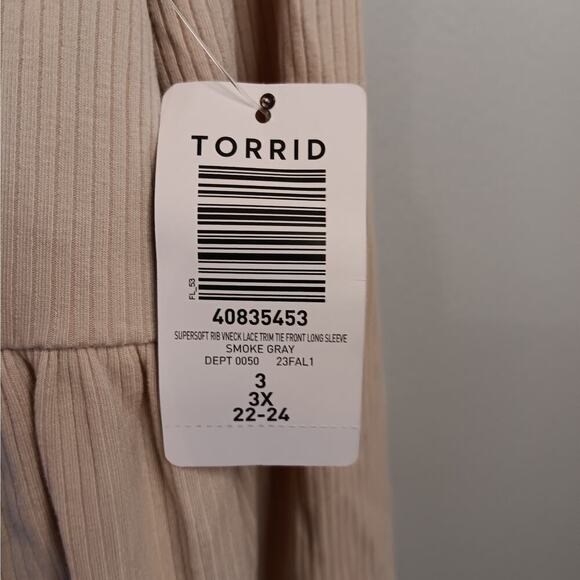 TORRID
FL_53
40835453
SUPERSOFT RIB VNECK LACE TRIM TIE FRONT LONG SLEEVE
SMOKE GRAY
DEPT 0050 23FAL1
3
3X
22-24